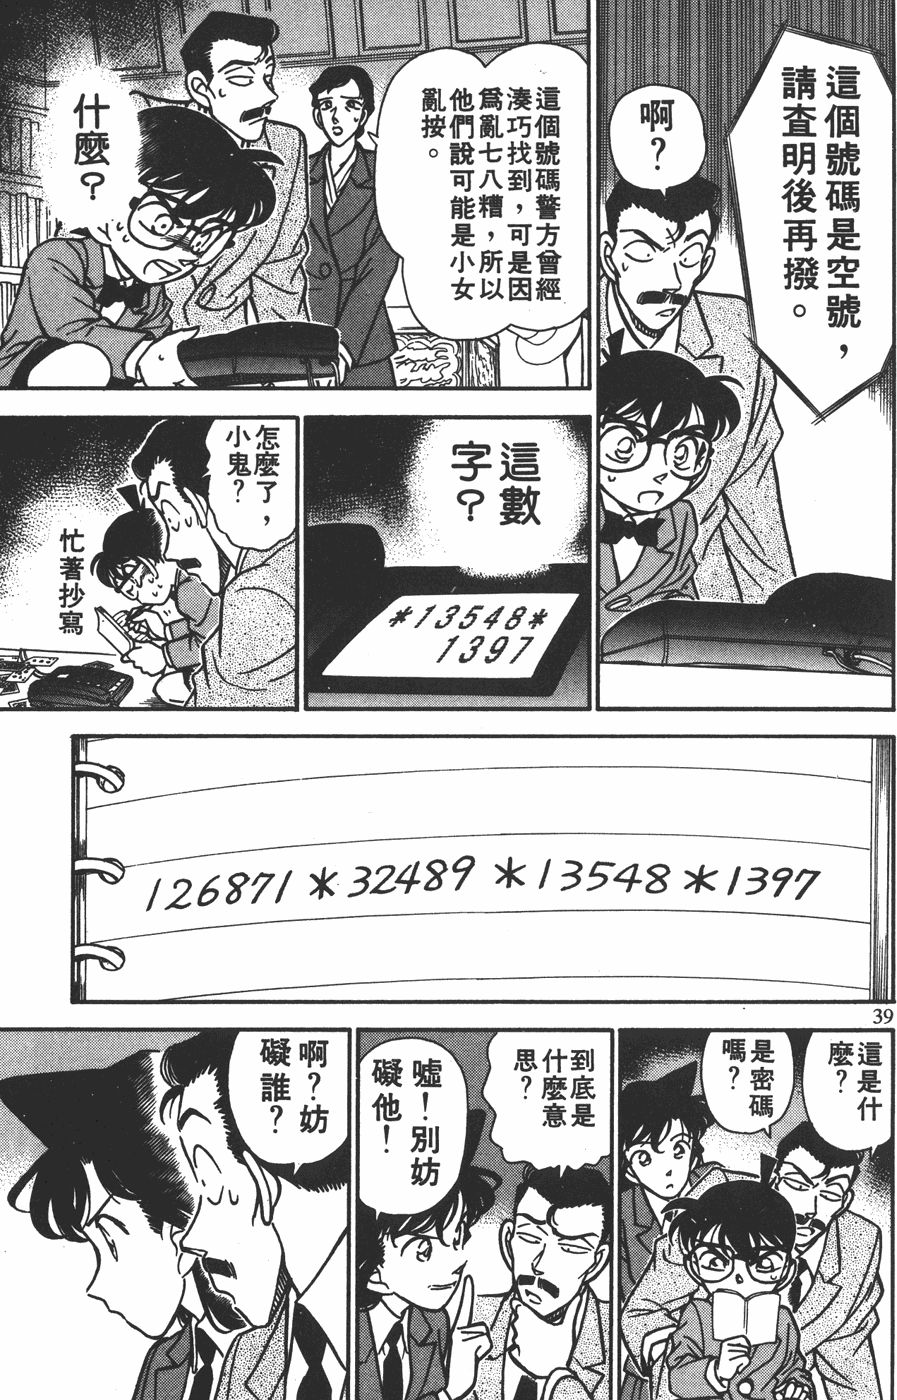 這個號碼是空號，
請查明後再撥。
啊？
這個號碼警方曾經
湊巧找到，可是因
為亂七八糟，所以
他們說可能是小女
亂按。
什麼？
這數
字？
*13548*
1397
怎麼了，
小鬼？
忙著抄寫
126871*32489*13548*1397
39
這是什
麼？
是密碼
嗎？
到底是
什麼意
思？
噓！別妨
礙他！
啊？妨
礙誰？